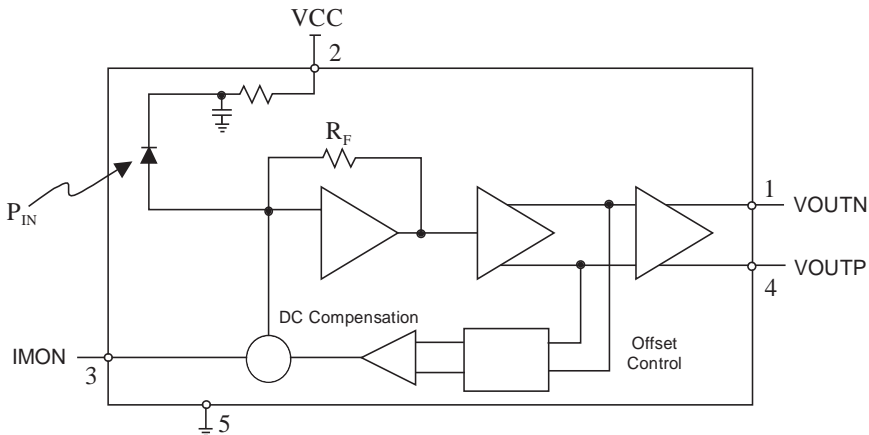 VCC
2
R_F
P_IN
1
VOUTN
VOUTP
4
DC Compensation
IMON
3
Offset
Control
5